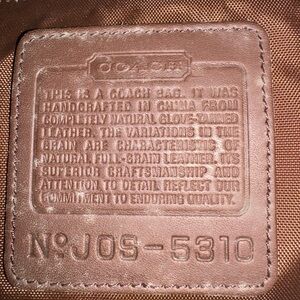 COACH
THIS IS A COACH BAG. IT WAS
HANDCRAFTED IN CHINA FROM
COMPLETELY NATURAL GLOVE-TANNED
LEATHER. THE VARIATIONS IN THE
GRAIN ARE CHARACTERISTIC OF
NATURAL FULL-GRAIN LEATHER. ITS
SUPERIOR CRAFTSMANSHIP AND
ATTENTION TO DETAIL REFLECT OUR
COMMITMENT TO ENDURING QUALITY.
Nº JOS-5310